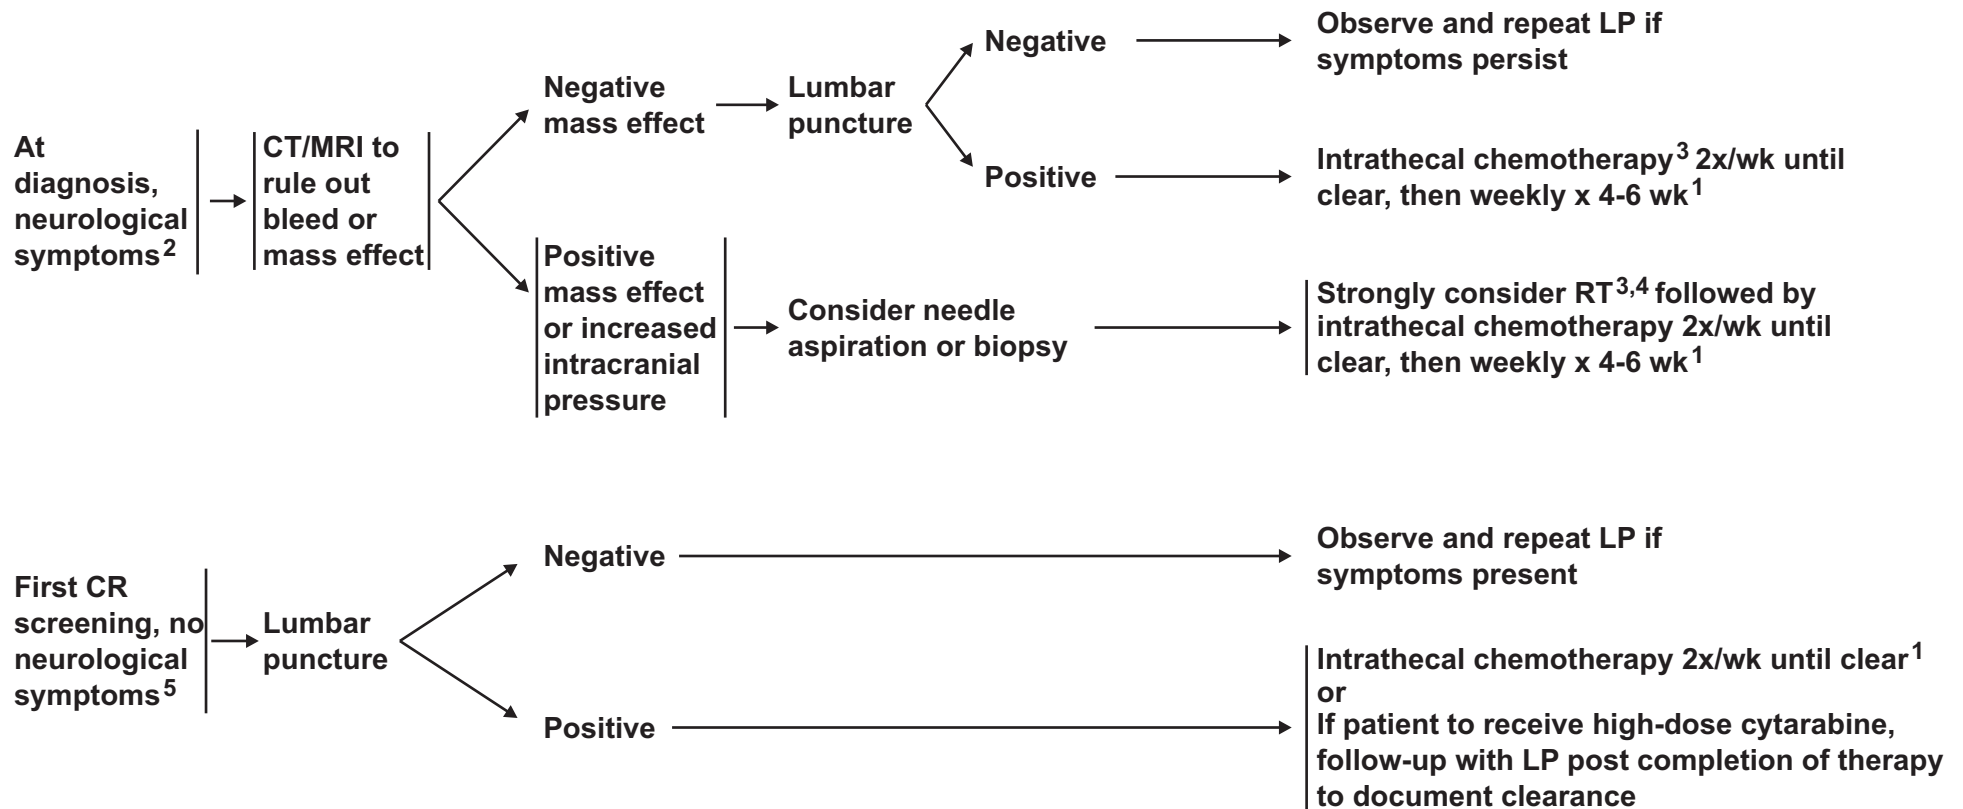 At
diagnosis,
neurological
symptoms2
CT/MRI to
rule out
bleed or
mass effect
Negative
mass effect
Lumbar
puncture
Negative
Observe and repeat LP if
symptoms persist
Positive
Intrathecal chemotherapy3 2x/wk until
clear, then weekly x 4-6 wk1
Positive
mass effect
or increased
intracranial
pressure
Consider needle
aspiration or biopsy
Strongly consider RT3,4 followed by
intrathecal chemotherapy 2x/wk until
clear, then weekly x 4-6 wk1
First CR
screening, no
neurological
symptoms5
Lumbar
puncture
Negative
Observe and repeat LP if
symptoms present
Positive
Intrathecal chemotherapy 2x/wk until clear1
or
If patient to receive high-dose cytarabine,
follow-up with LP post completion of therapy
to document clearance